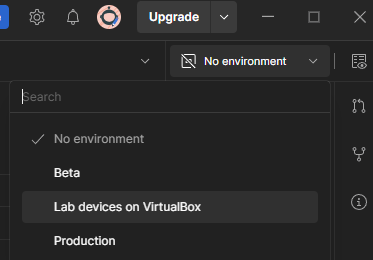 Upgrade
No environment
Search
No environment
Beta
Lab devices on VirtualBox
Production